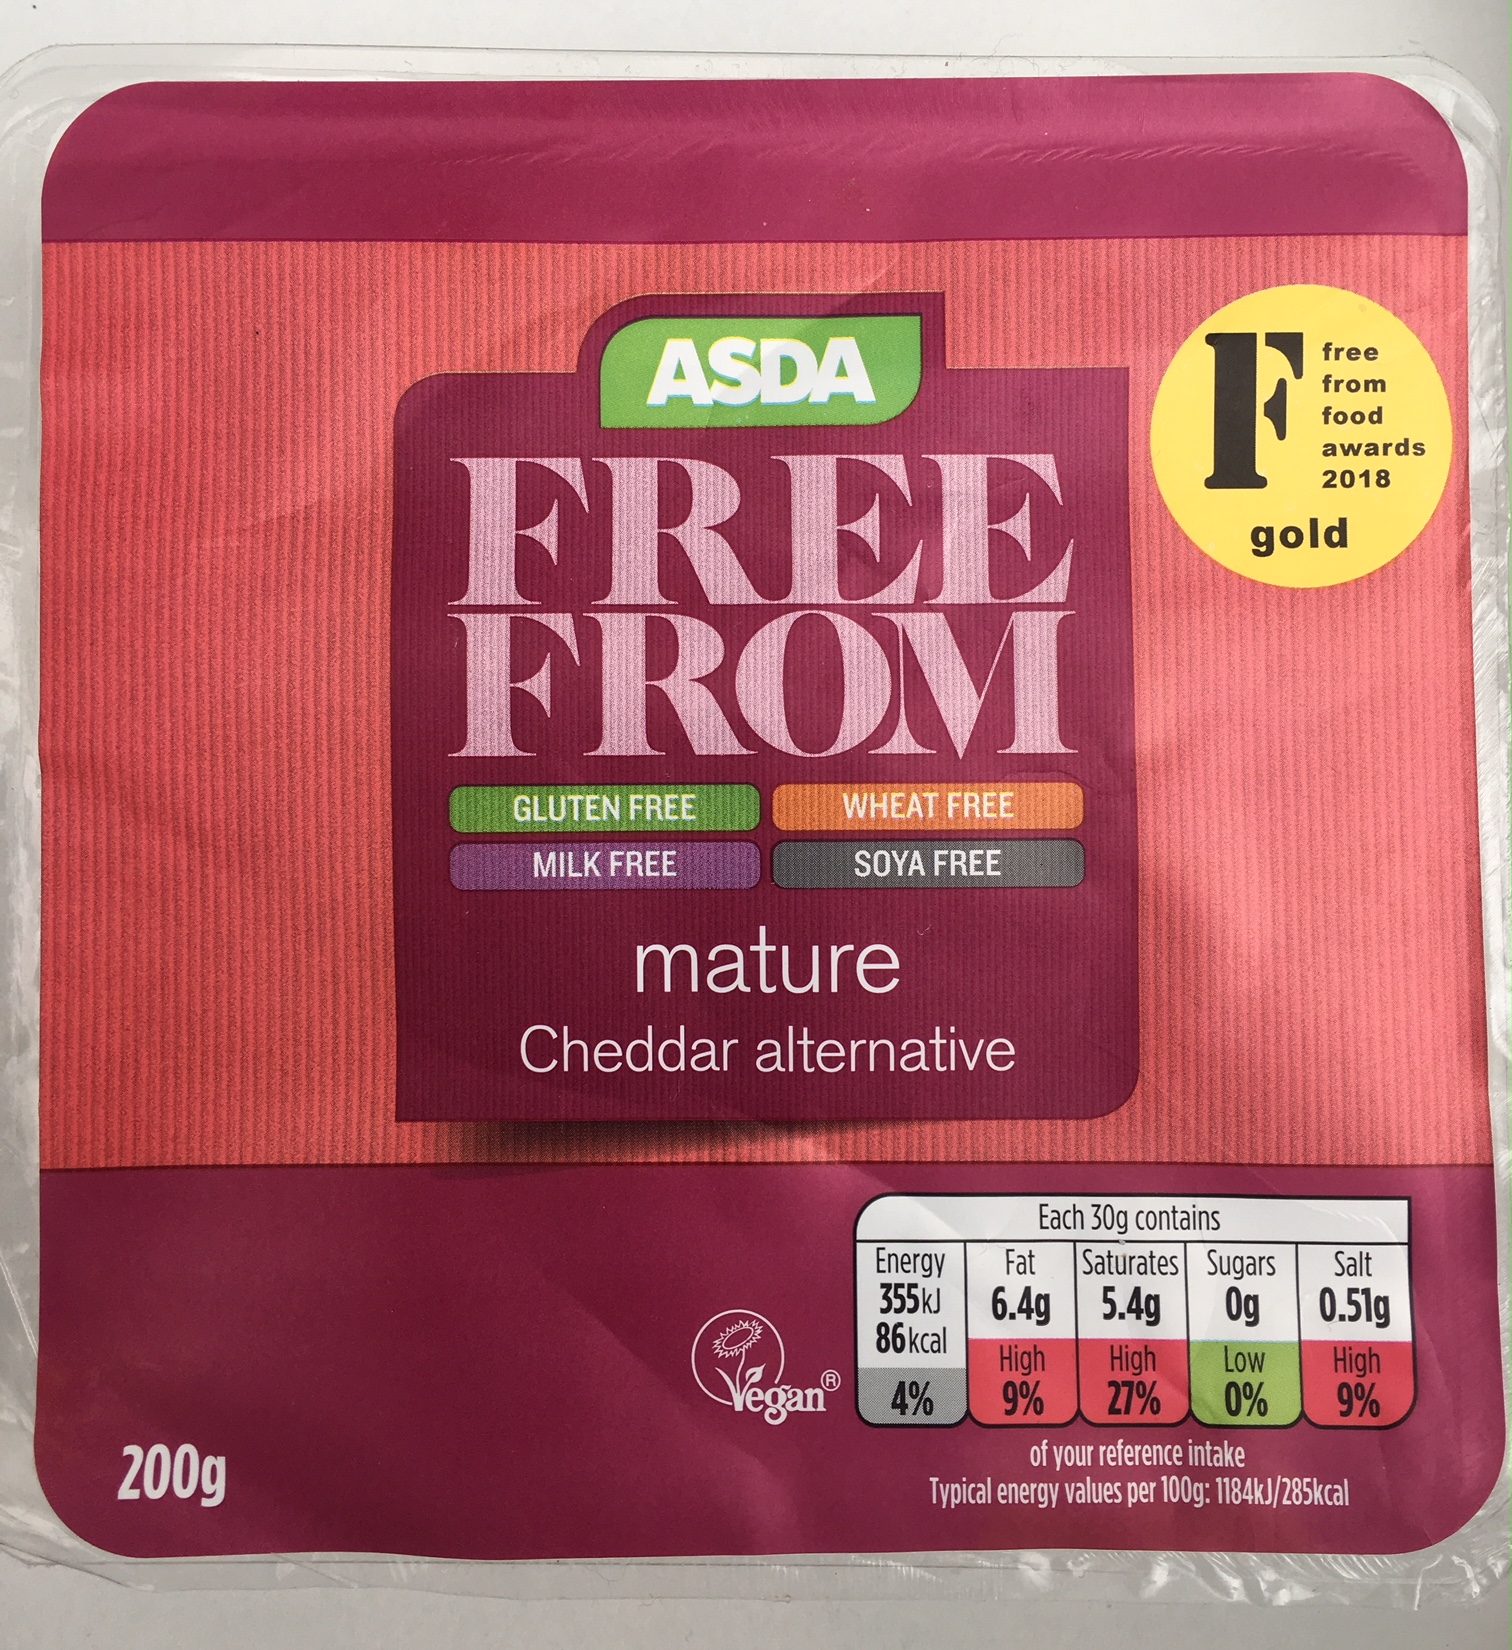 ASDA
FREE
FROM
GLUTEN FREE
WHEAT FREE
MILK FREE
SOYA FREE
mature
Cheddar alternative
F
free
from
food
awards
2018
gold
200g
Vegan®
Each 30g contains
Energy Fat Saturates Sugars Salt
355kJ 6.4g 5.4g 0g 0.51g
86kcal
High High Low High
4% 9% 27% 0% 9%
of your reference intake
Typical energy values per 100g: 1184kJ/285kcal